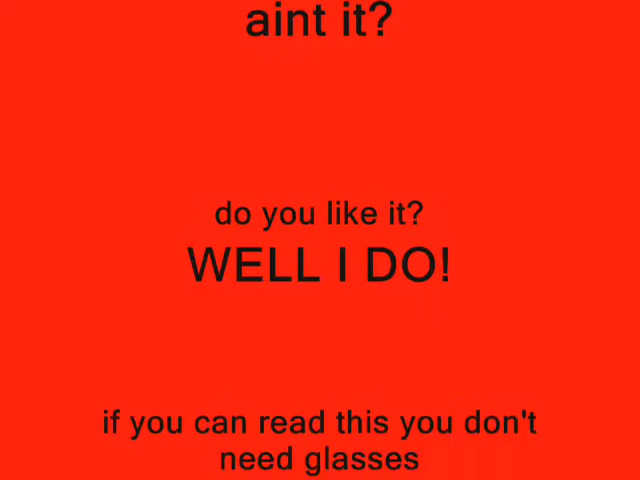 aint it?
do you like it?
WELL I DO!
if you can read this you don't
need glasses